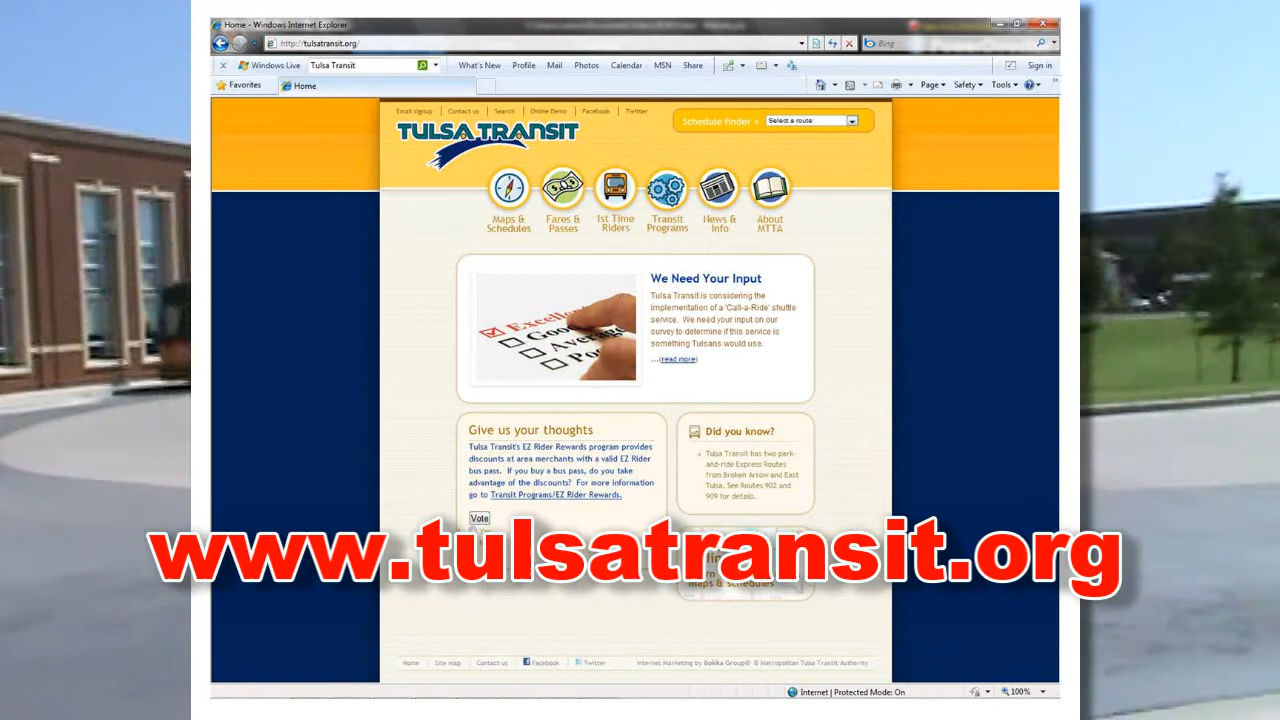 Home - Windows Internet Explorer
http://tulsatransit.org/
Bing
Windows Live
Tulsa Transit
What's New
Profile
Mail
Photos
Calendar
MSN
Share
Sign in
Favorites
Home
Page
Safety
Tools
Email signup
Contact us
Search
Online Demo
Facebook
Twitter
Schedule finder >
Select a route:
TULSA TRANSIT
Maps &
Schedules
Fares &
Passes
1st Time
Riders
Transit
Programs
News &
Info
About
MTTA
We Need Your Input
Tulsa Transit is considering the
implementation of a 'Call-a-Ride' shuttle
service. We need your input on our
survey to determine if this service is
something Tulsans would use.
...(read more)
Give us your thoughts
Tulsa Transit's EZ Rider Rewards program provides
discounts at area merchants with a valid EZ Rider
bus pass. If you buy a bus pass, do you take
advantage of the discounts? For more information
go to Transit Programs/EZ Rider Rewards.
Vote
Did you know?
Tulsa Transit has two park-
and-ride Express Routes
from Broken Arrow and East
Tulsa. See Routes 902 and
909 for details.
www.tulsatransit.org
maps & schedules
Home
Site map
Contact us
Facebook
Twitter
Internet Marketing by Bakka Group® © Metropolitan Tulsa Transit Authority
Internet | Protected Mode: On
100%